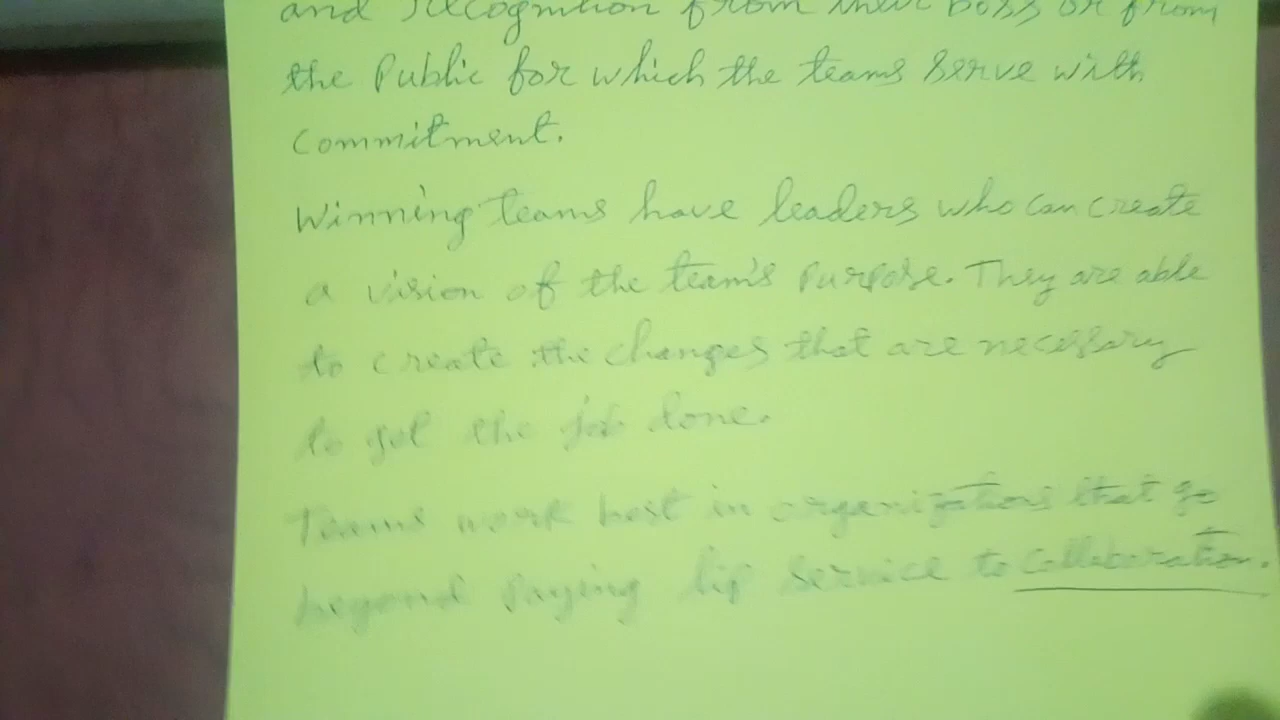 and recognition from their boss or from
the Public for which the teams serve with
commitment.
Winning teams have leaders who can create
a vision of the team's purpose. They are able
to create the changes that are necessary
to get the job done.
Teams work best in organizations that go
beyond paying lip service to collaboration.